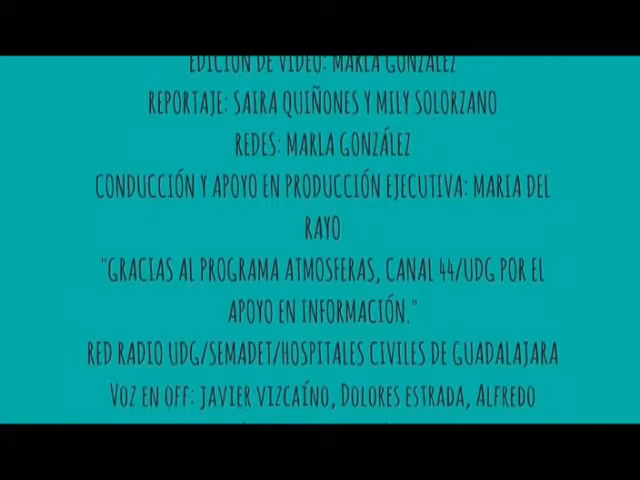 EDICIÓN DE VIDEO: MARLA GONZÁLEZ
REPORTAJE: SAIRA QUIÑONES Y MILY SOLORZANO
REDES: MARLA GONZÁLEZ
CONDUCCIÓN Y APOYO EN PRODUCCIÓN EJECUTIVA: MARIA DEL
RAYO
"GRACIAS AL PROGRAMA ATMOSFERAS, CANAL 44/UDG POR EL
APOYO EN INFORMACIÓN."
RED RADIO UDG/SEMADET/HOSPITALES CIVILES DE GUADALAJARA
VOZ EN OFF: JAVIER VIZCAÍNO, DOLORES ESTRADA, ALFREDO